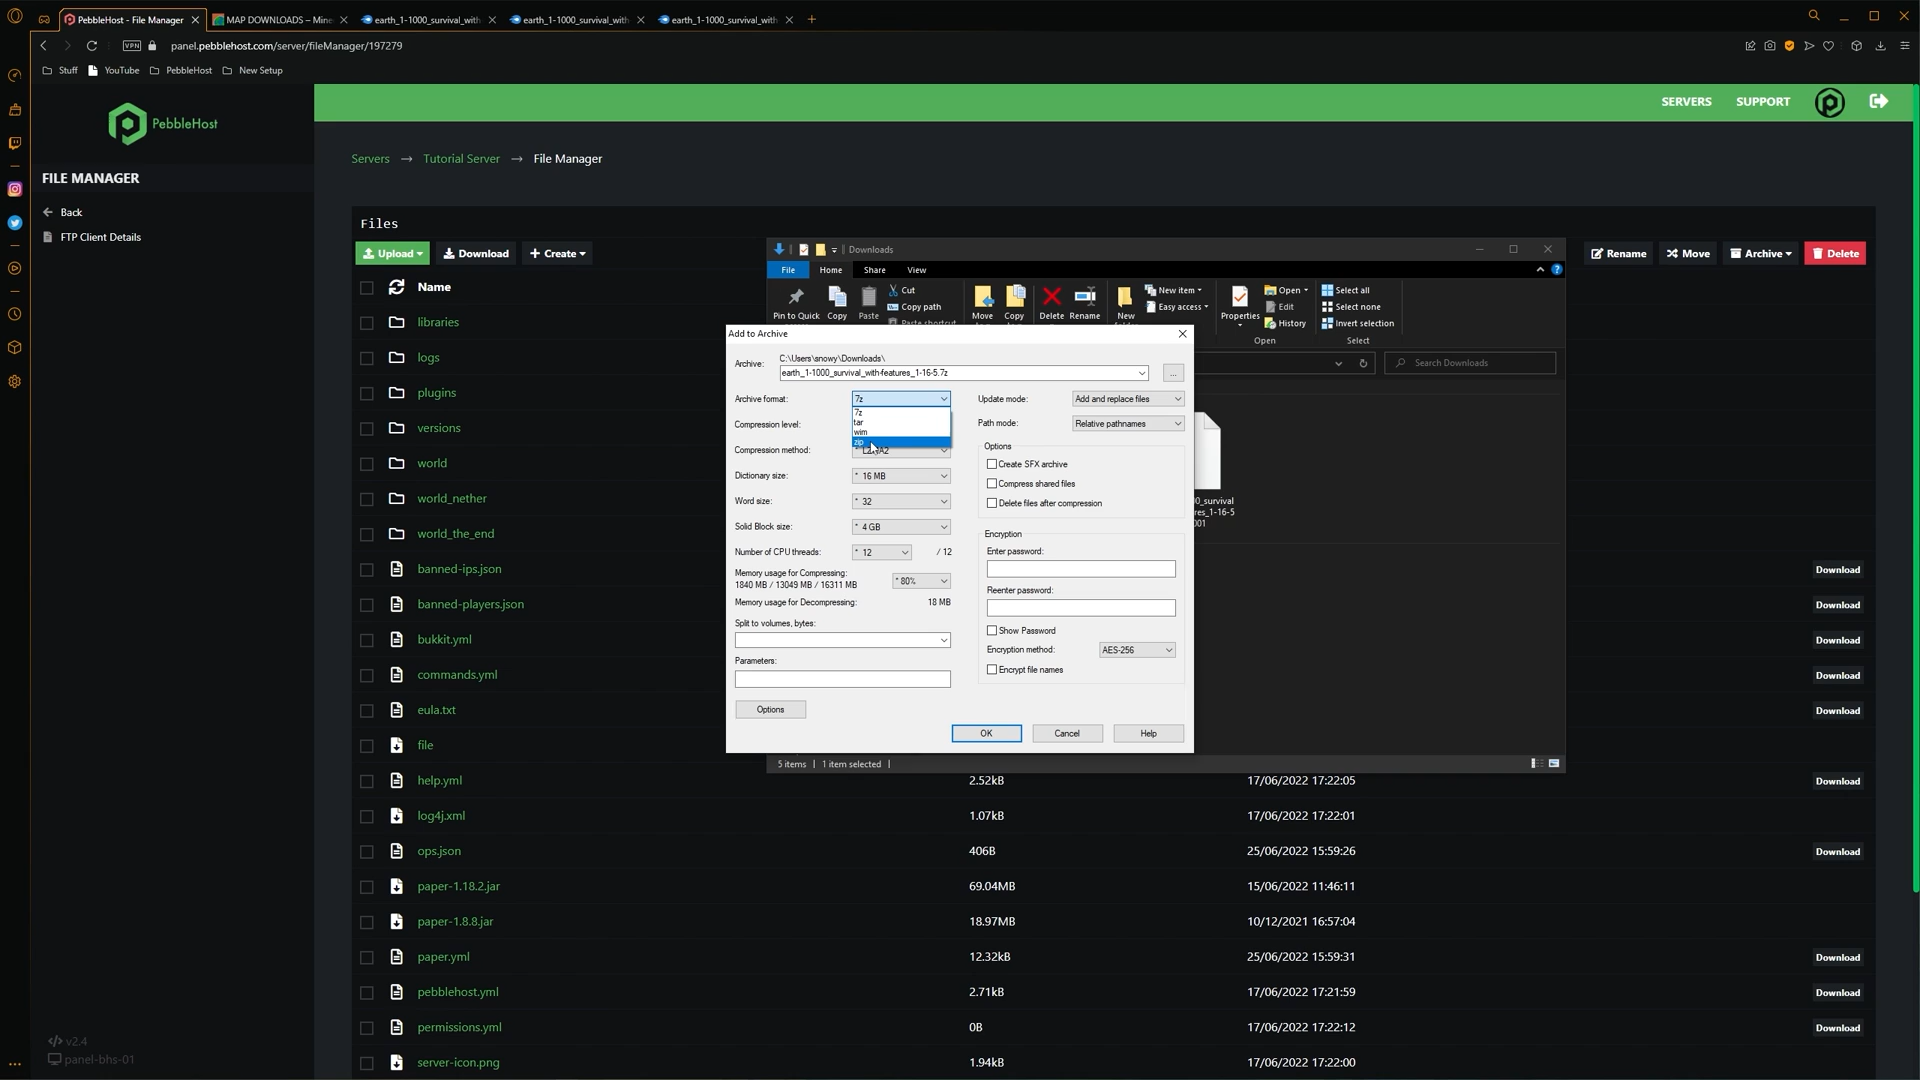 PebbleHost - File Manager
MAP DOWNLOADS – Mine
earth_1-1000_survival_with
earth_1-1000_survival_with
earth_1-1000_survival_with
VPN
panel.pebblehost.com/server/fileManager/197279
Stuff
YouTube
PebbleHost
New Setup
PebbleHost
SERVERS
SUPPORT
Servers → Tutorial Server → File Manager
FILE MANAGER
Back
FTP Client Details
Files
Upload
Download
Create
Rename
Move
Archive
Delete
Name
libraries
logs
plugins
versions
world
world_nether
world_the_end
banned-ips.json
Download
banned-players.json
Download
bukkit.yml
Download
commands.yml
Download
eula.txt
Download
file
help.yml
2.52kB
17/06/2022 17:22:05
Download
log4j.xml
1.07kB
17/06/2022 17:22:01
ops.json
406B
25/06/2022 15:59:26
Download
paper-1.18.2.jar
69.04MB
15/06/2022 11:46:11
paper-1.8.8.jar
18.97MB
10/12/2021 16:57:04
paper.yml
12.32kB
25/06/2022 15:59:31
Download
pebblehost.yml
2.71kB
17/06/2022 17:21:59
Download
permissions.yml
0B
17/06/2022 17:22:12
Download
server-icon.png
1.94kB
17/06/2022 17:22:00
v2.4
panel-bhs-01
Downloads
File
Home
Share
View
Pin to Quick
Copy
Paste
Cut
Copy path
Paste shortcut
Move
Copy
Delete
Rename
New
New item
Easy access
Properties
Open
Edit
History
Open
Select all
Select none
Invert selection
Select
Search Downloads
0_survival
res_1-16-5
001
5 items
1 item selected
Add to Archive
Archive:
C:\Users\snowy\Downloads\
earth_1-1000_survival_with-features_1-16-5.7z
...
Archive format:
7z
7z
tar
wim
zip
Compression level:
Compression method:
* LZMA2
Dictionary size:
* 16 MB
Word size:
* 32
Solid Block size:
* 4 GB
Number of CPU threads:
* 12
/ 12
Memory usage for Compressing:
1840 MB / 13049 MB / 16311 MB
* 80%
Memory usage for Decompressing:
18 MB
Split to volumes, bytes:
Parameters:
Options
Update mode:
Add and replace files
Path mode:
Relative pathnames
Options
Create SFX archive
Compress shared files
Delete files after compression
Encryption
Enter password:
Reenter password:
Show Password
Encryption method:
AES-256
Encrypt file names
OK
Cancel
Help